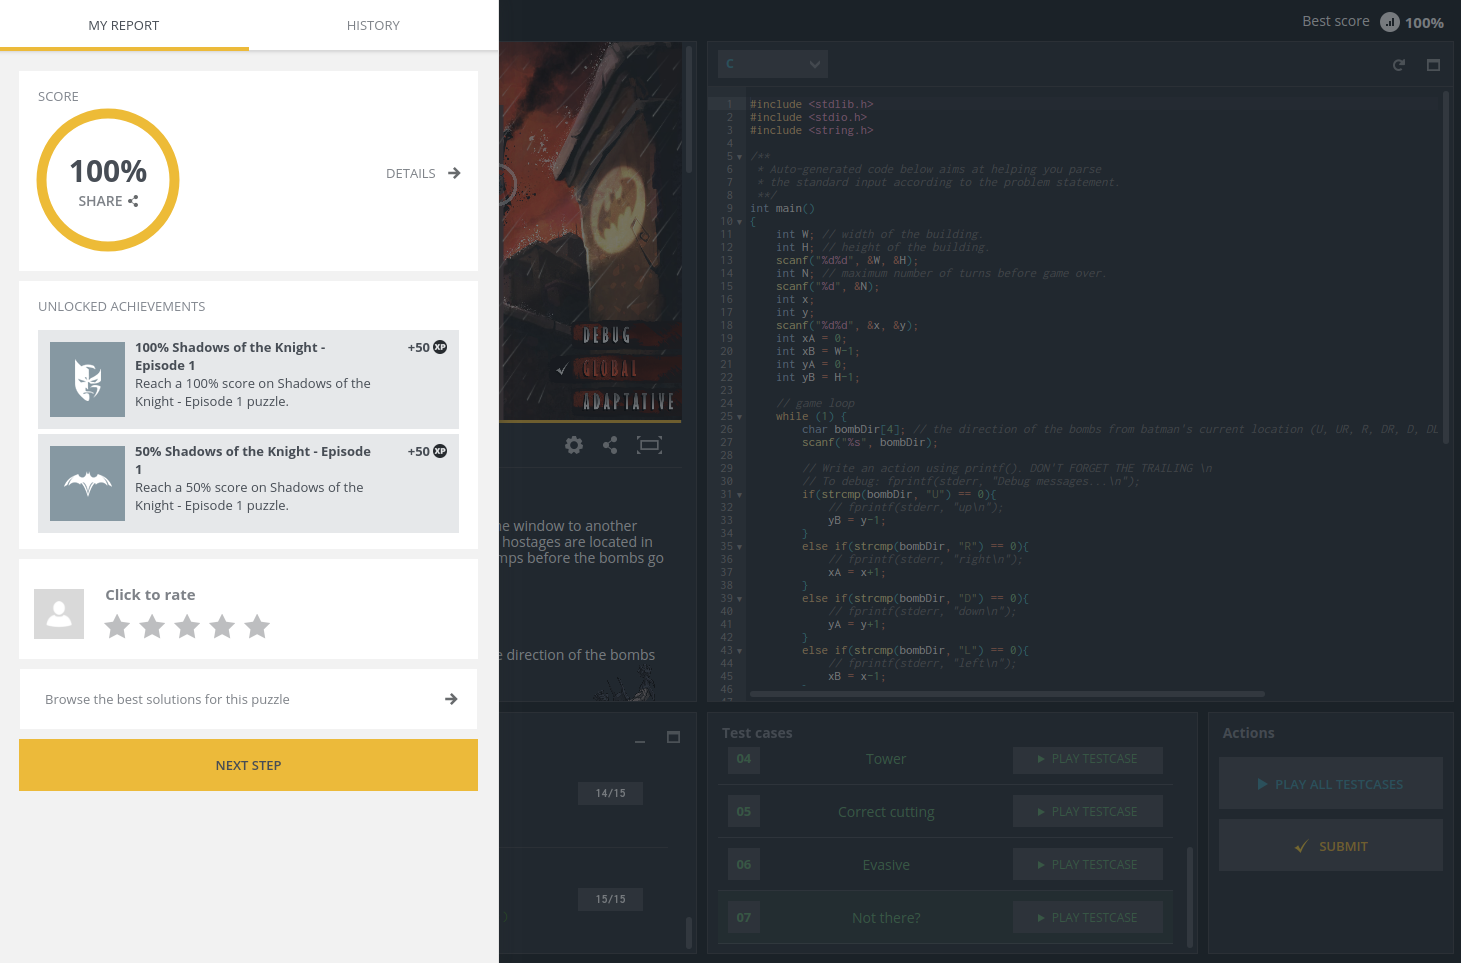 MY REPORT
HISTORY
SCORE
100%
SHARE
DETAILS
UNLOCKED ACHIEVEMENTS
100% Shadows of the Knight -
Episode 1
Reach a 100% score on Shadows of the
Knight - Episode 1 puzzle.
+50 XP
50% Shadows of the Knight - Episode
1
Reach a 50% score on Shadows of the
Knight - Episode 1 puzzle.
+50 XP
Click to rate
Browse the best solutions for this puzzle
NEXT STEP
DEBUG
GLOBAL
ADAPTATIVE
ne window to another
hostages are located in
mps before the bombs go
e direction of the bombs
14/15
15/15
)
Best score 100%
C
1 #include <stdlib.h>
2 #include <stdio.h>
3 #include <string.h>
4
5 /**
6 * Auto-generated code below aims at helping you parse
7 * the standard input according to the problem statement.
8 **/
9 int main()
10 {
11 int W; // width of the building.
12 int H; // height of the building.
13 scanf("%d%d", &W, &H);
14 int N; // maximum number of turns before game over.
15 scanf("%d", &N);
16 int x;
17 int y;
18 scanf("%d%d", &x, &y);
19 int xA = 0;
20 int xB = W-1;
21 int yA = 0;
22 int yB = H-1;
23
24 // game loop
25 while (1) {
26 char bombDir[4]; // the direction of the bombs from batman's current location (U, UR, R, DR, D, DL
27 scanf("%s", bombDir);
28
29 // Write an action using printf(). DON'T FORGET THE TRAILING \n
30 // To debug: fprintf(stderr, "Debug messages...\n");
31 if(strcmp(bombDir, "U") == 0){
32 // fprintf(stderr, "up\n");
33 yB = y-1;
34 }
35 else if(strcmp(bombDir, "R") == 0){
36 // fprintf(stderr, "right\n");
37 xA = x+1;
38 }
39 else if(strcmp(bombDir, "D") == 0){
40 // fprintf(stderr, "down\n");
41 yA = y+1;
42 }
43 else if(strcmp(bombDir, "L") == 0){
44 // fprintf(stderr, "left\n");
45 xB = x-1;
46
Test cases
04 Tower PLAY TESTCASE
05 Correct cutting PLAY TESTCASE
06 Evasive PLAY TESTCASE
07 Not there? PLAY TESTCASE
Actions
PLAY ALL TESTCASES
SUBMIT